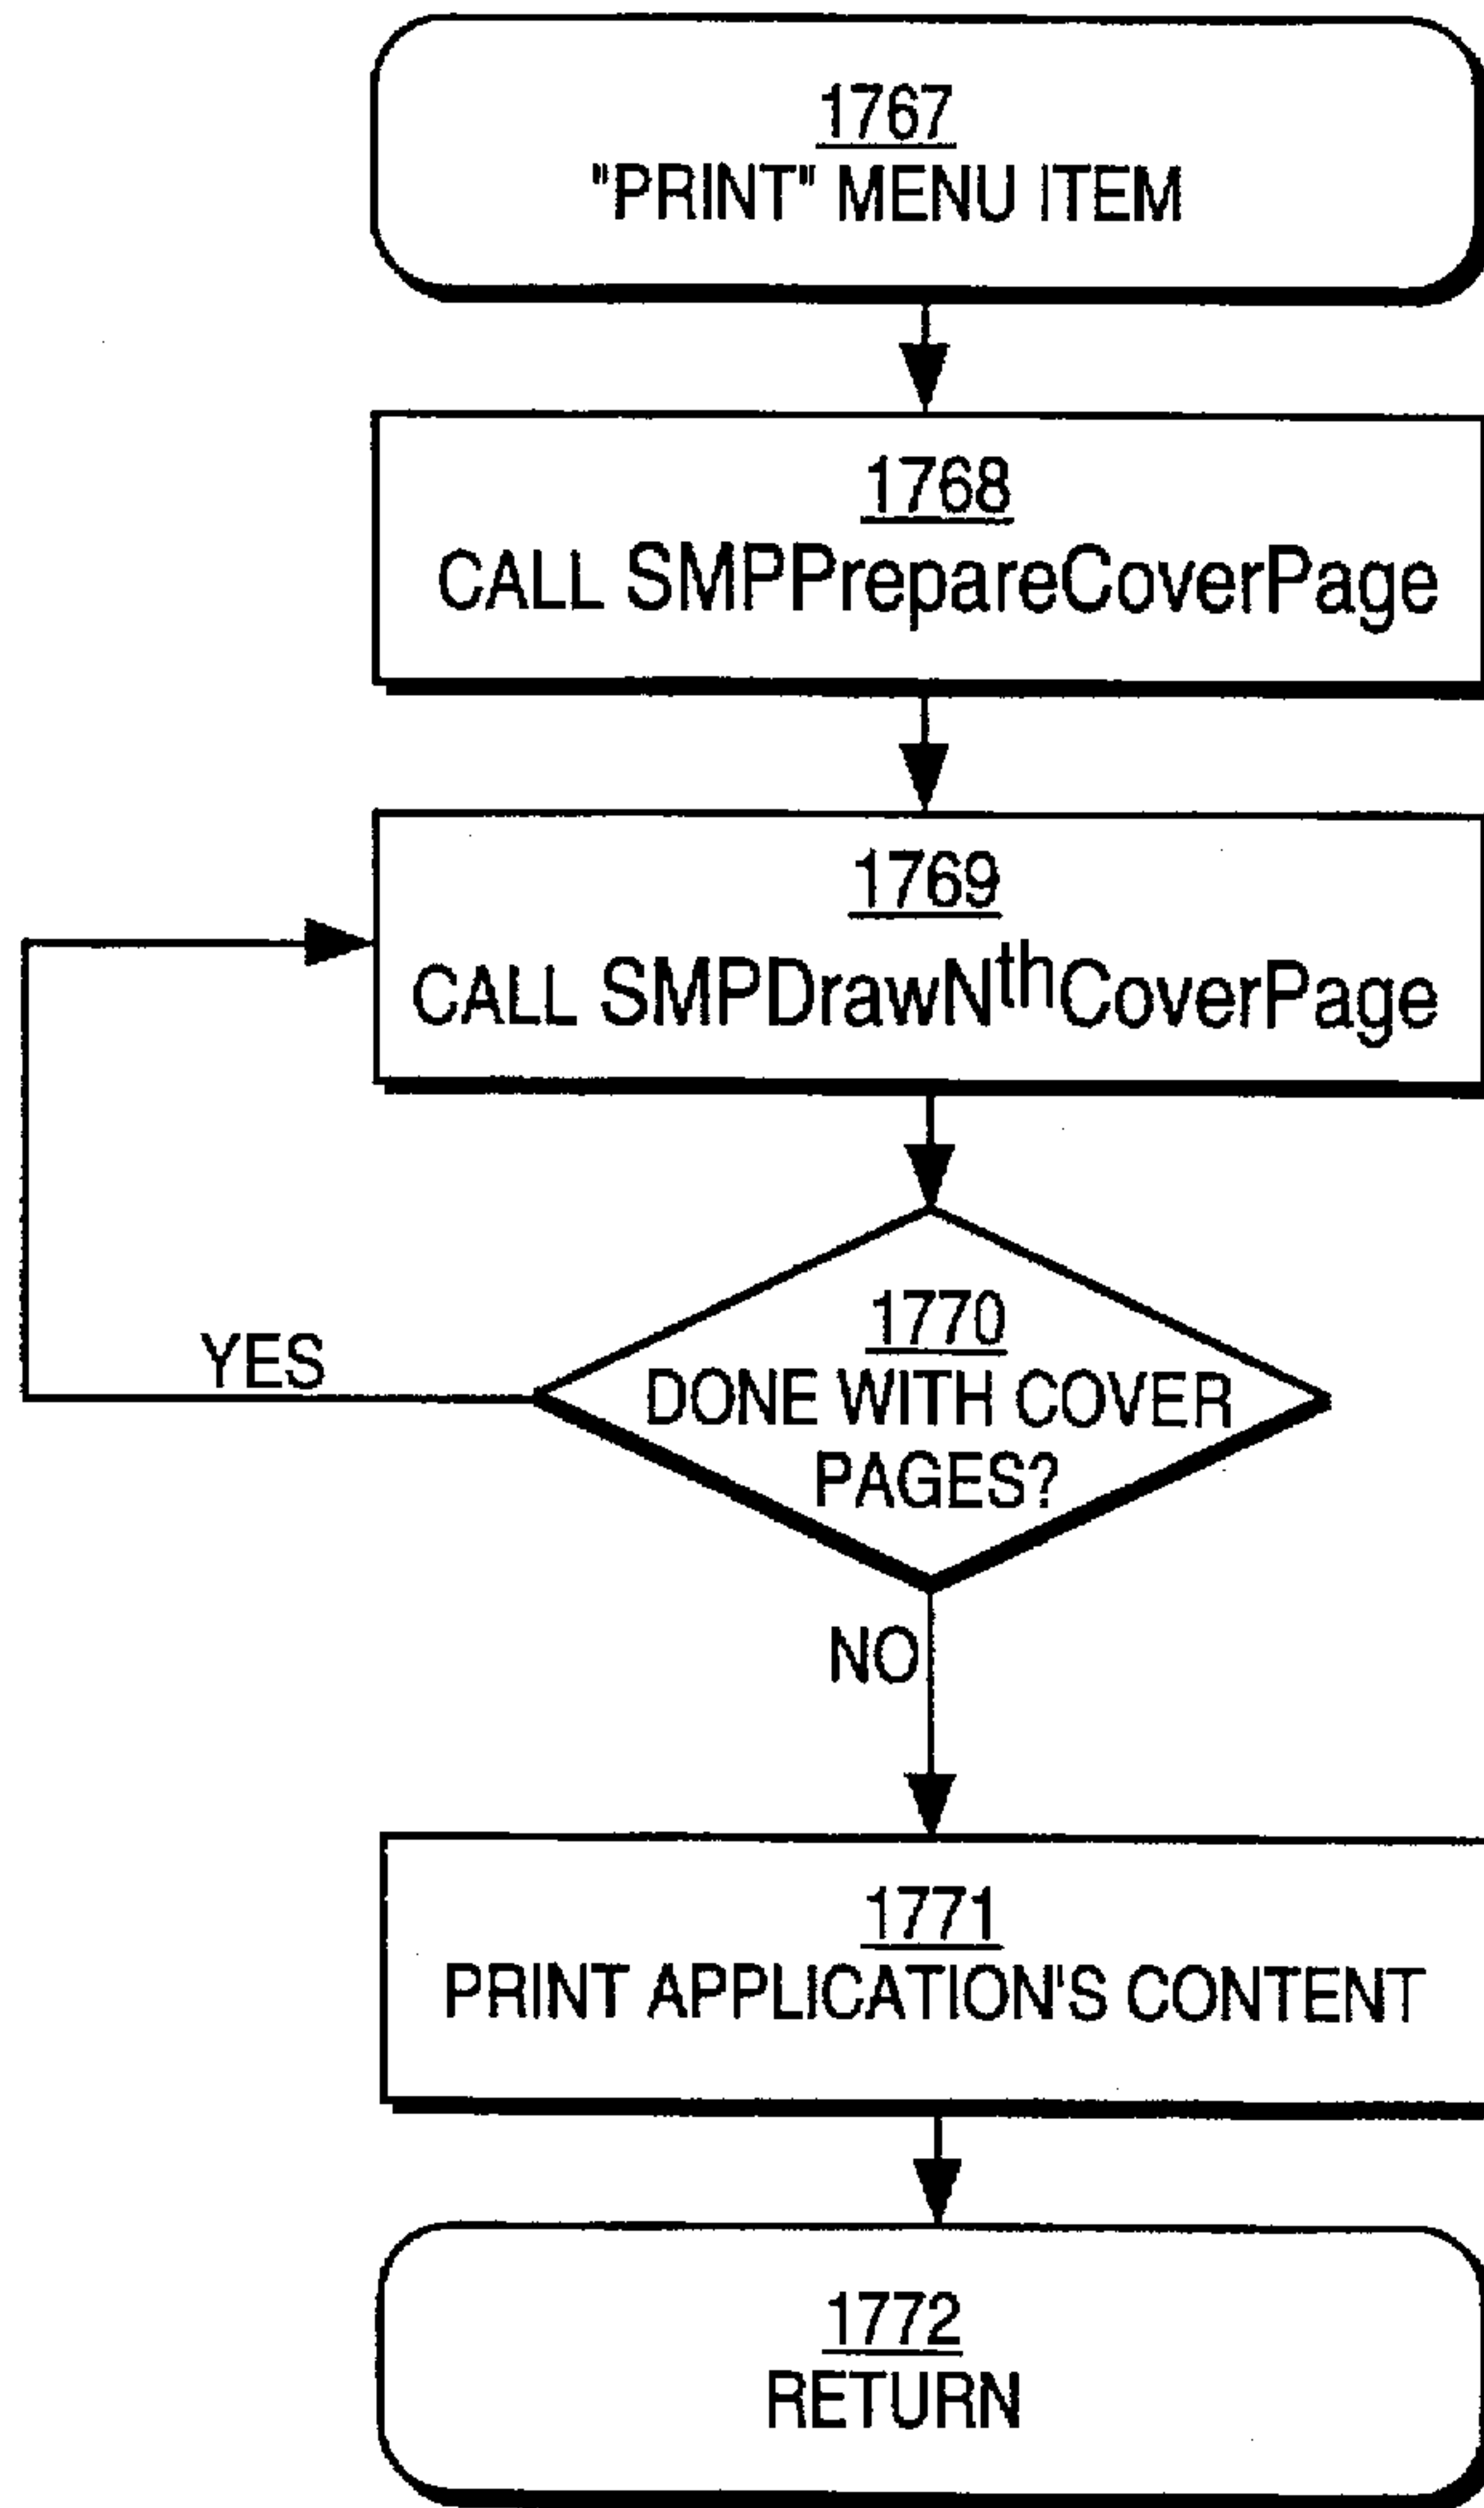 1767
"PRINT" MENU ITEM
1768
CALL SMPPrepareCoverPage
1769
CALL SMPDrawNthCoverPage
1770
DONE WITH COVER
PAGES?
YES
NO
1771
PRINT APPLICATION'S CONTENT
1772
RETURN